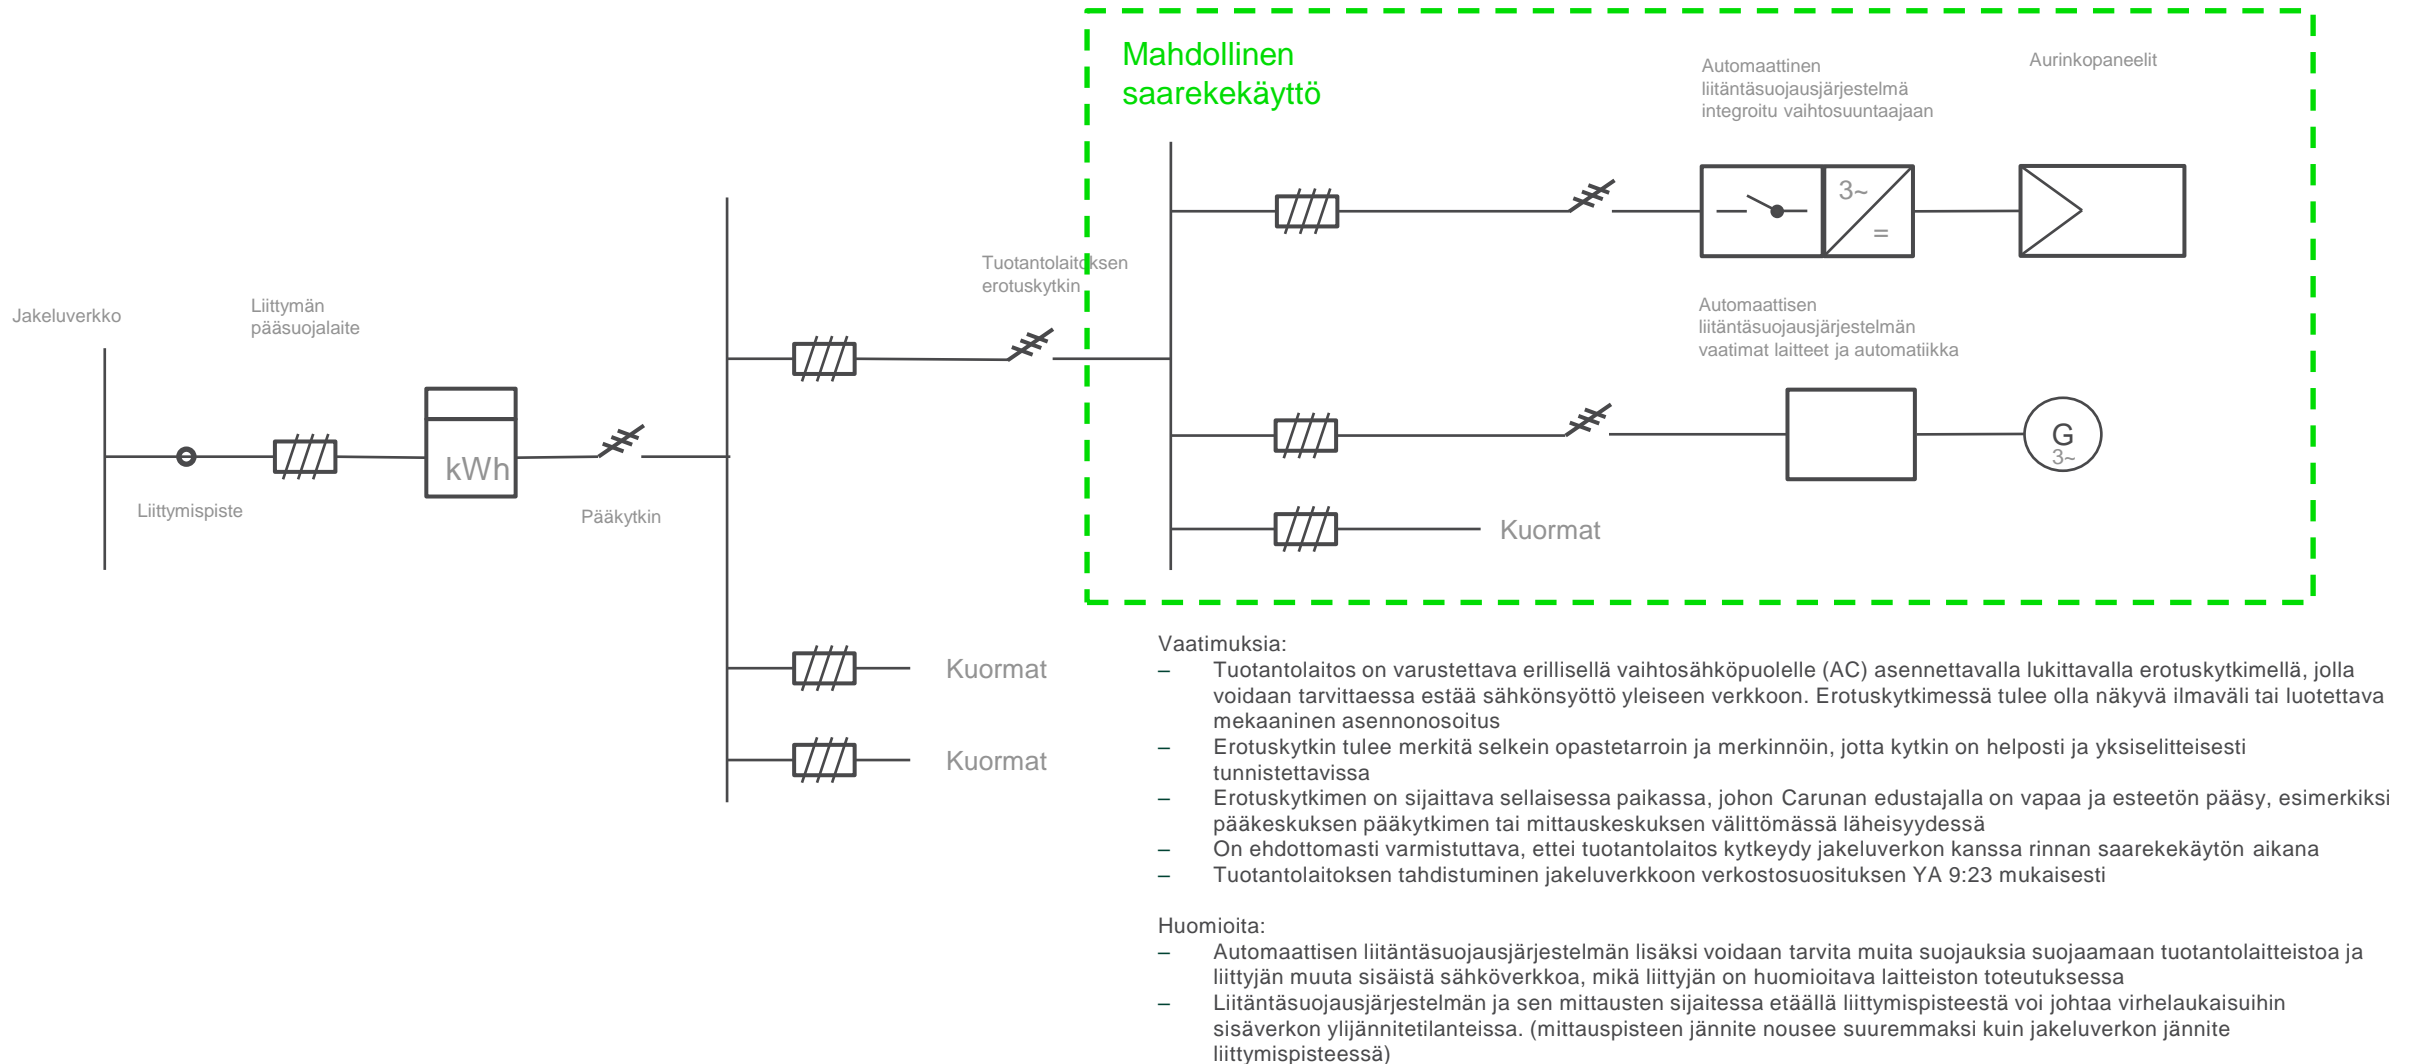 Mahdollinen
saarekekäyttö
Automaattinen
liitäntäsuojausjärjestelmä
integroitu vaihtosuuntaajaan
Aurinkopaneelit
3~
=
Tuotantolaitoksen
erotuskytkin
Jakeluverkko
Liittymän
pääsuojalaite
Automaattisen
liitäntäsuojausjärjestelmän
vaatimat laitteet ja automatiikka
kWh
G
3~
Liittymispiste
Pääkytkin
Kuormat
Kuormat
Kuormat
Vaatimuksia:
– Tuotantolaitos on varustettava erillisellä vaihtosähköpuolelle (AC) asennettavalla lukittavalla erotuskytkimellä, jolla
voidaan tarvittaessa estää sähkönsyöttö yleiseen verkkoon. Erotuskytkimessä tulee olla näkyvä ilmaväli tai luotettava
mekaaninen asennonosoitus
– Erotuskytkin tulee merkitä selkein opastetarroin ja merkinnöin, jotta kytkin on helposti ja yksiselitteisesti
tunnistettavissa
– Erotuskytkimen on sijaittava sellaisessa paikassa, johon Carunan edustajalla on vapaa ja esteetön pääsy, esimerkiksi
pääkeskuksen pääkytkimen tai mittauskeskuksen välittömässä läheisyydessä
– On ehdottomasti varmistuttava, ettei tuotantolaitos kytkeydy jakeluverkon kanssa rinnan saarekekäytön aikana
– Tuotantolaitoksen tahdistuminen jakeluverkkoon verkostosuosituksen YA 9:23 mukaisesti
Huomioita:
– Automaattisen liitäntäsuojausjärjestelmän lisäksi voidaan tarvita muita suojauksia suojaamaan tuotantolaitteistoa ja
liittyjän muuta sisäistä sähköverkkoa, mikä liittyjän on huomioitava laitteiston toteutuksessa
– Liitäntäsuojausjärjestelmän ja sen mittausten sijaitessa etäällä liittymispisteestä voi johtaa virhelaukaisuihin
sisäverkon ylijännitetilanteissa. (mittauspisteen jännite nousee suuremmaksi kuin jakeluverkon jännite
liittymispisteessä)